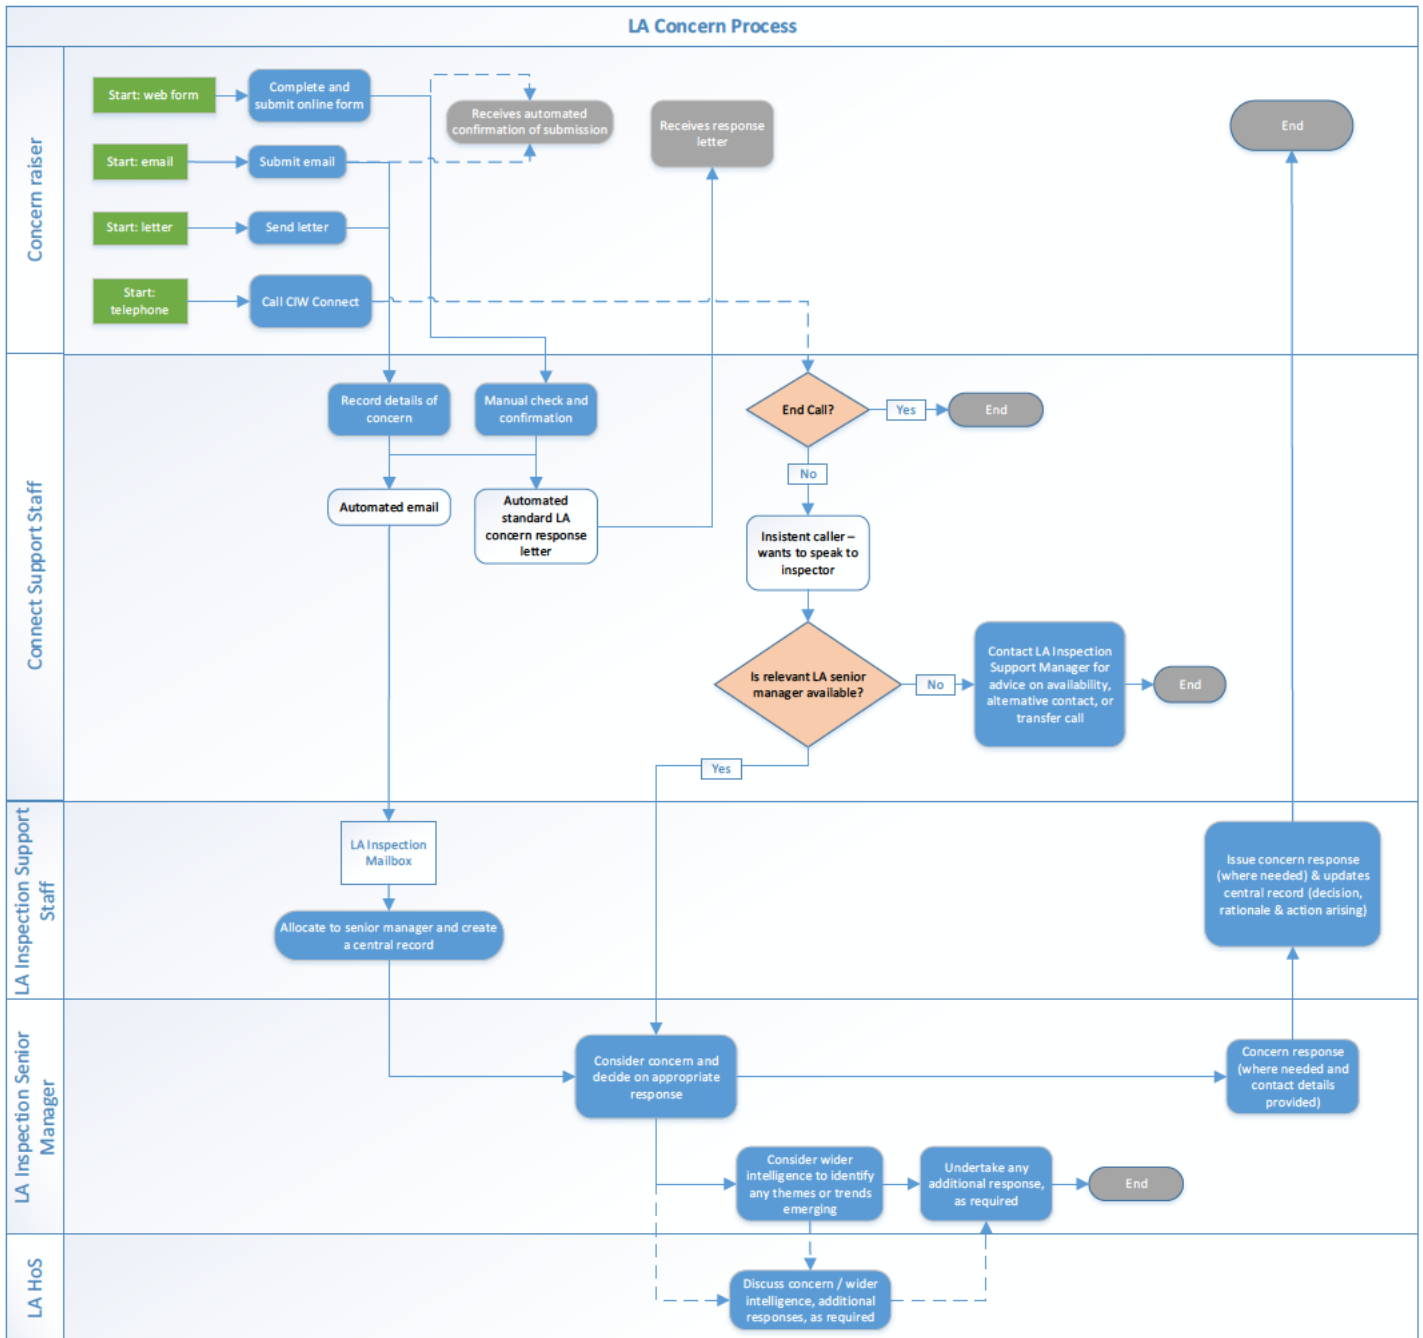 LA Concern Process
Concern raiser
Start: web form
Complete and
submit online form
Receives automated
confirmation of submission
Receives response
letter
End
Start: email
Submit email
Start: letter
Send letter
Start:
telephone
Call CIW Connect
Connect Support Staff
Record details of
concern
Manual check and
confirmation
End Call?
Yes
End
No
Automated email
Automated
standard LA
concern response
letter
Insistent caller –
wants to speak to
inspector
Is relevant LA senior
manager available?
No
Contact LA Inspection
Support Manager for
advice on availability,
alternative contact, or
transfer call
End
Yes
LA Inspection Support
Staff
LA Inspection
Mailbox
Allocate to senior manager and create
a central record
Issue concern response
(where needed) & updates
central record (decision,
rationale & action arising)
LA Inspection Senior
Manager
Consider concern and
decide on appropriate
response
Concern response
(where needed and
contact details
provided)
Consider wider
intelligence to identify
any themes or trends
emerging
Undertake any
additional response,
as required
End
LA HoS
Discuss concern / wider
intelligence, additional
responses, as required